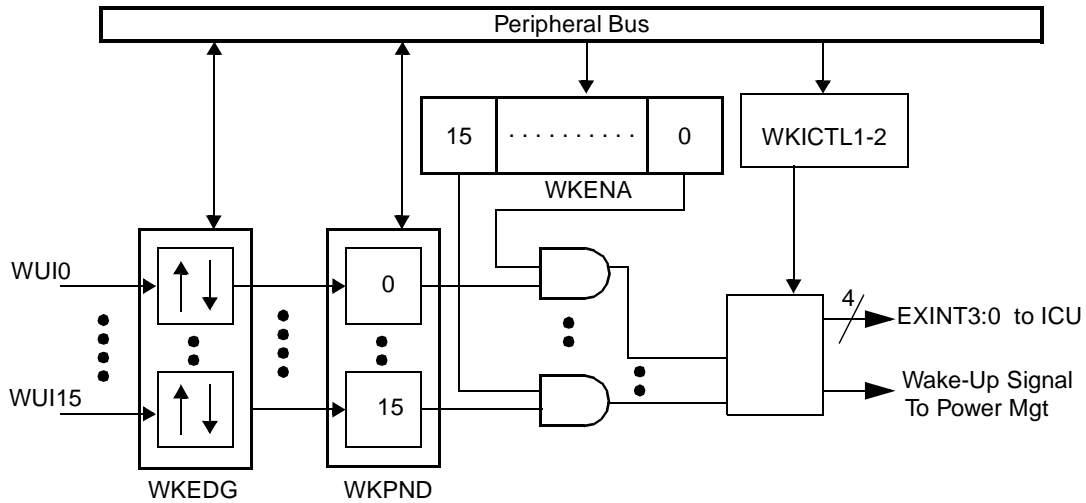 Peripheral Bus
15 .......... 0
WKICTL1-2
WKENA
WUI0
0
4
EXINT3:0 to ICU
WUI15
15
Wake-Up Signal
To Power Mgt
WKEDG
WKPND